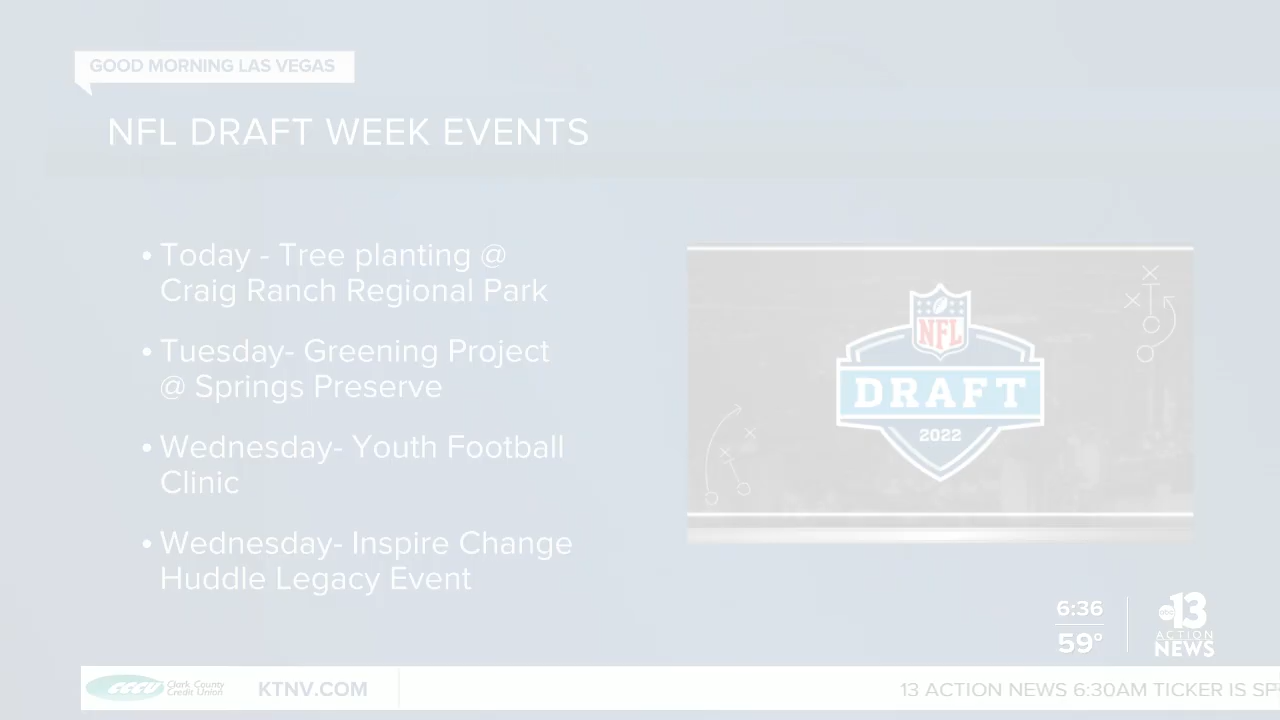 GOOD MORNING LAS VEGAS
NFL DRAFT WEEK EVENTS
• Today - Tree planting @
Craig Ranch Regional Park
• Tuesday- Greening Project
@ Springs Preserve
• Wednesday- Youth Football
Clinic
• Wednesday- Inspire Change
Huddle Legacy Event
NFL
DRAFT
2022
6:36
59°
abc 13
ACTION
NEWS
Clark County
Credit Union
KTNV.COM
13 ACTION NEWS 6:30AM TICKER IS